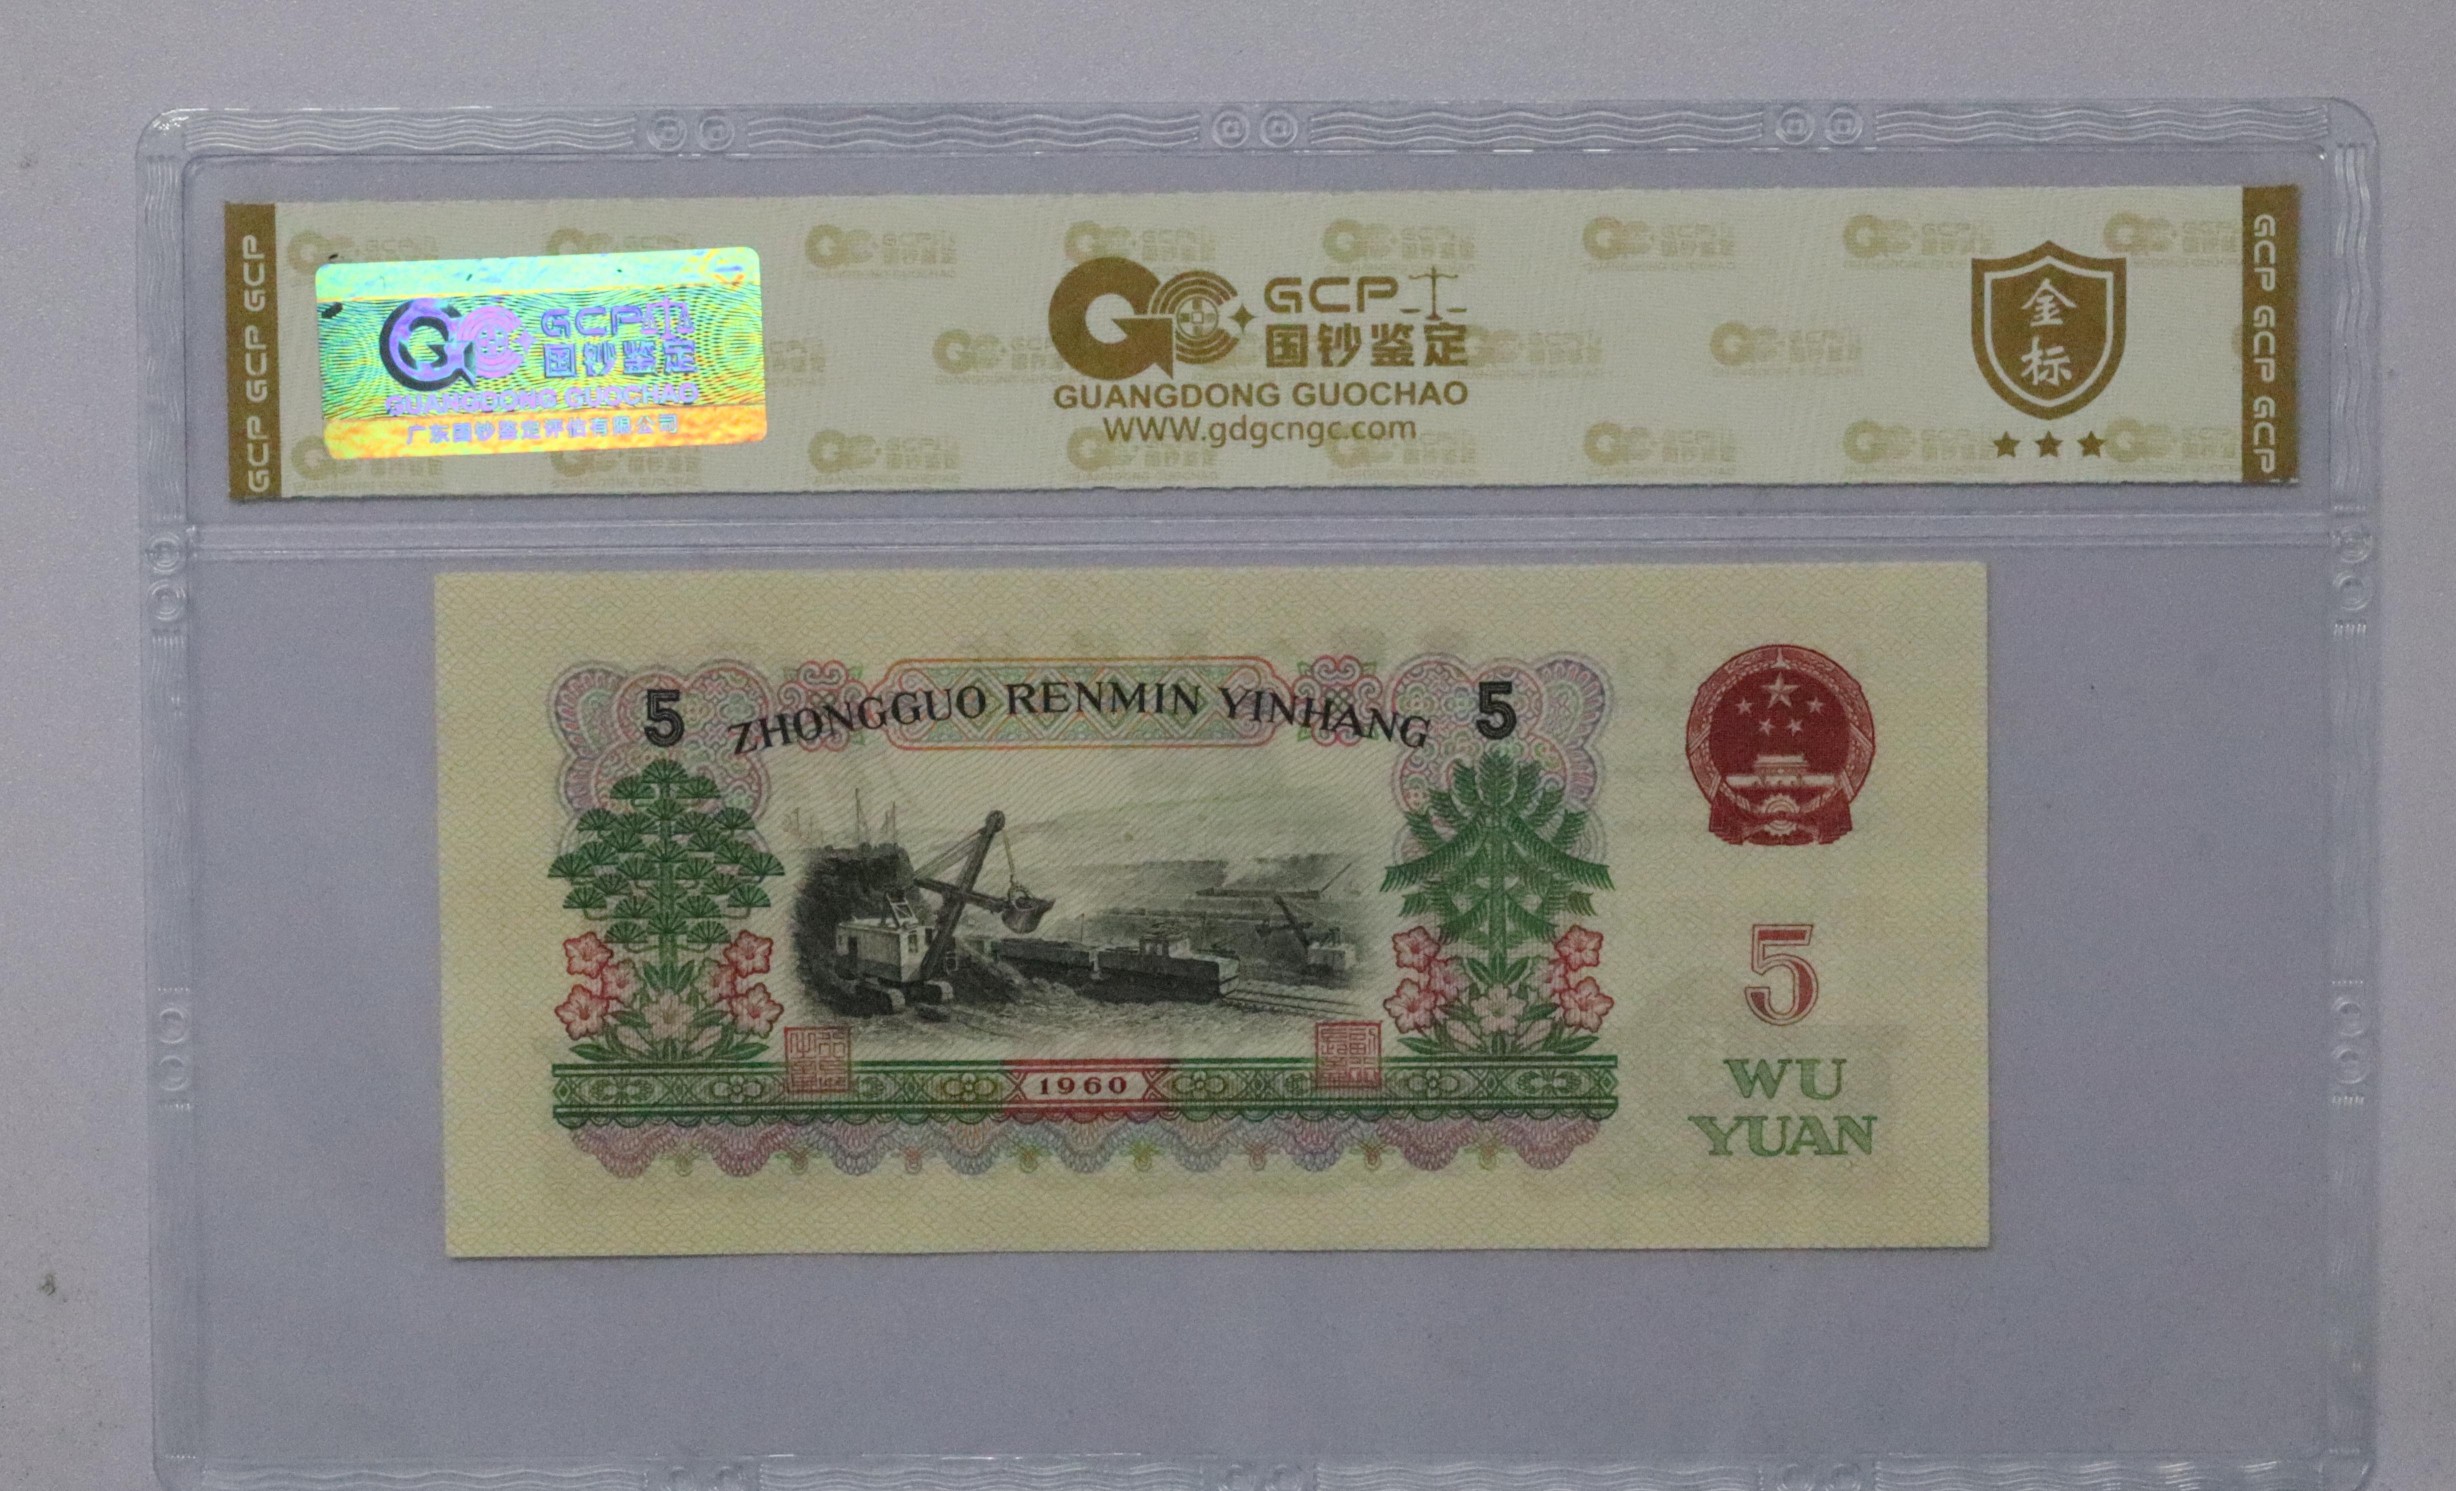 GCP GCP GCP
GCP
国钞鉴定
GUANGDONG GUOCHAO
广东国钞鉴定评估有限公司
GCP
国钞鉴定
GUANGDONG GUOCHAO
WWW.gdgcngc.com
金
标
GCP GCP GCP
5
ZHONGGUO RENMIN YINHANG
5
1960
5
WU
YUAN